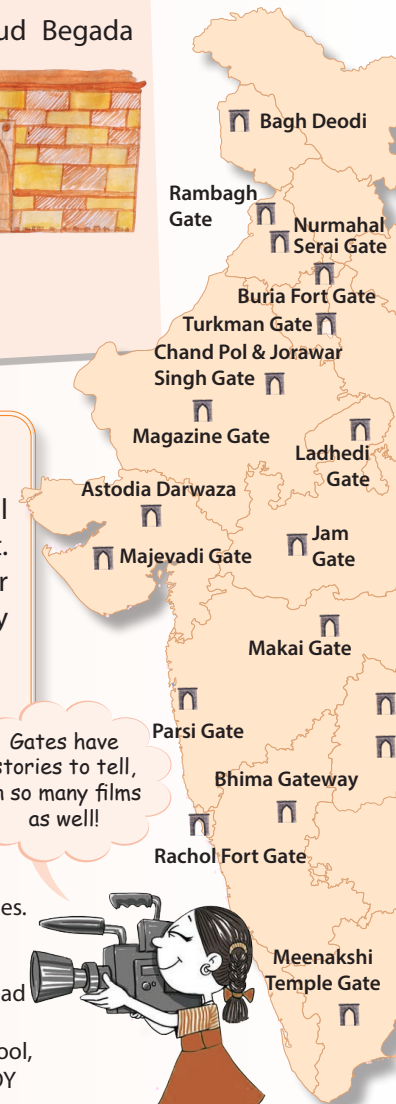 ud Begada
Bagh Deodi
Rambagh
Gate
Nurmahal
Serai Gate
Buria Fort Gate
Turkman Gate
Chand Pol & Jorawar
Singh Gate
Magazine Gate
Ladhedi
Gate
Astodia Darwaza
Majevadi Gate
Jam
Gate
Makai Gate
Parsi Gate
Bhima Gateway
Rachol Fort Gate
Meenakshi
Temple Gate
l
t.
r
y
Gates have
stories to tell,
n so many films
as well!
es.
ead
ool,
DY